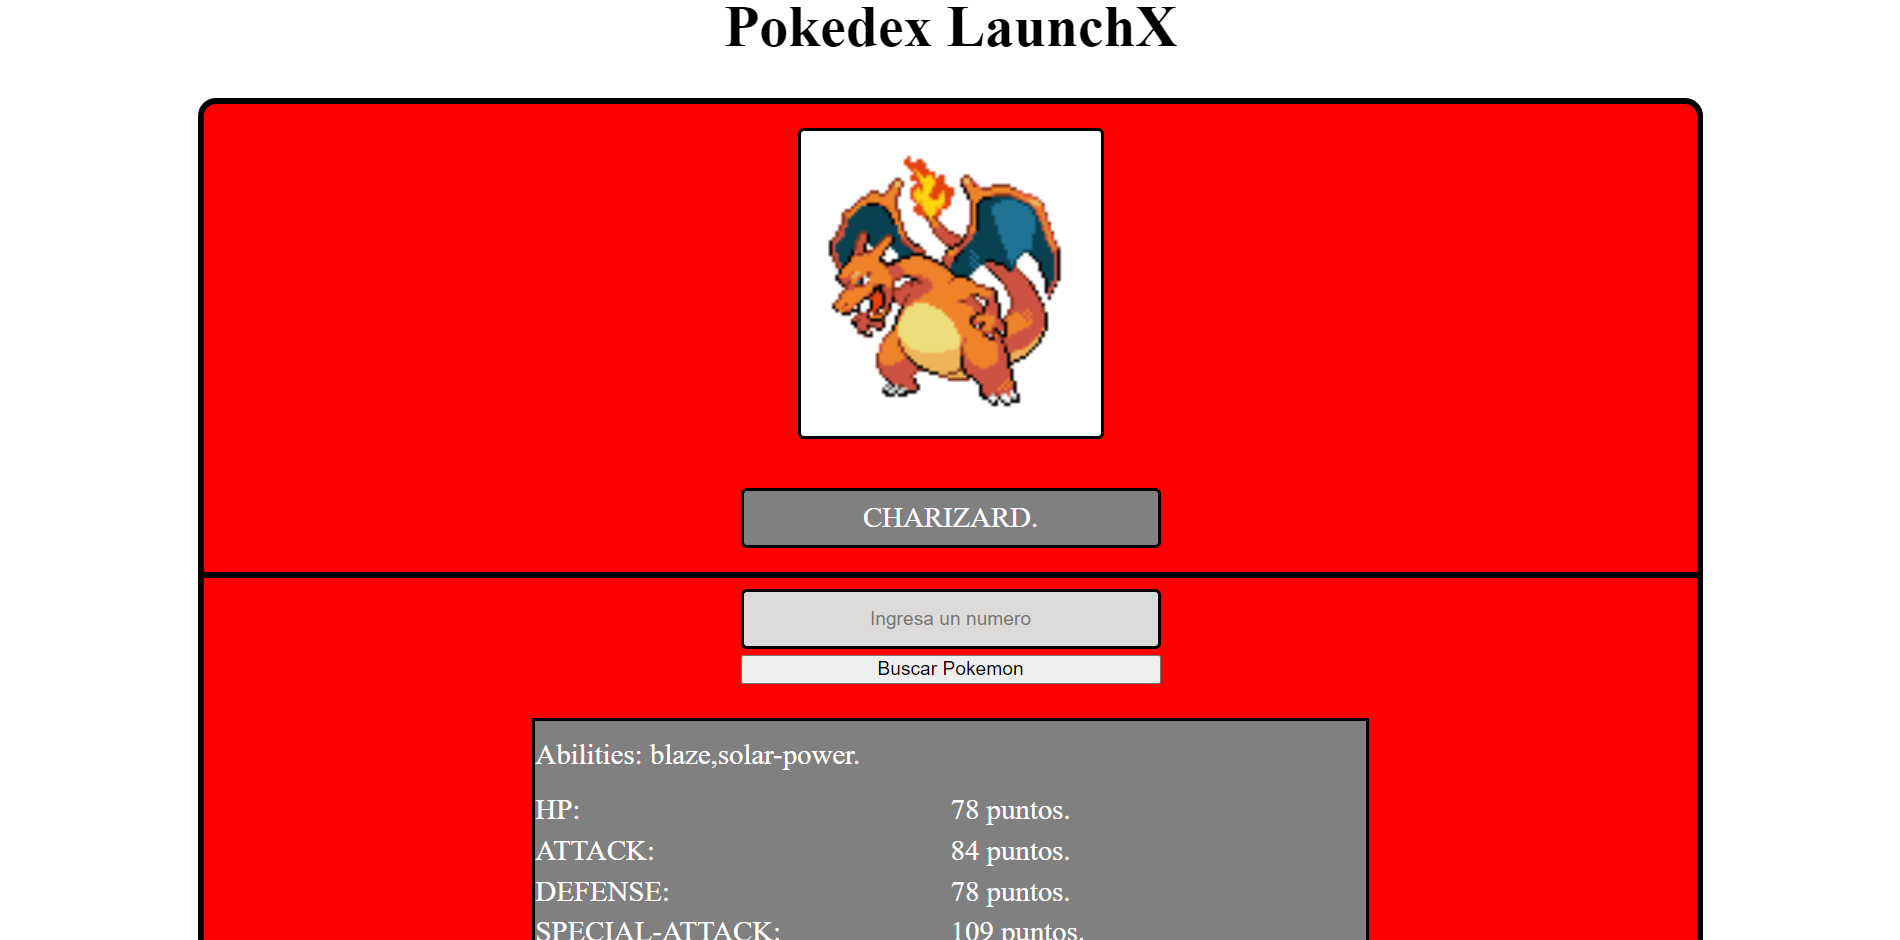 Pokedex LaunchX
CHARIZARD.
Ingresa un numero
Buscar Pokemon
Abilities: blaze,solar-power.
HP: 78 puntos.
ATTACK: 84 puntos.
DEFENSE: 78 puntos.
SPECIAL-ATTACK: 109 puntos.